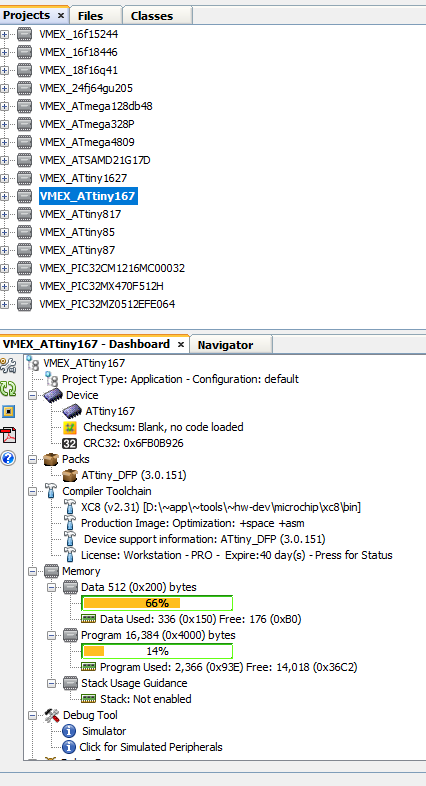 Projects × Files Classes
VMEX_16f15244
VMEX_16f18446
VMEX_18f16q41
VMEX_24fj64gu205
VMEX_ATmega128db48
VMEX_ATmega328P
VMEX_ATmega4809
VMEX_ATSAMD21G17D
VMEX_ATtiny1627
VMEX_ATtiny167
VMEX_ATtiny817
VMEX_ATtiny85
VMEX_ATtiny87
VMEX_PIC32CM1216MC00032
VMEX_PIC32MX470F512H
VMEX_PIC32MZ0512EFE064
VMEX_ATtiny167 - Dashboard × Navigator
VMEX_ATtiny167
Project Type: Application - Configuration: default
Device
ATtiny167
Checksum: Blank, no code loaded
32 CRC32: 0x6FB0B926
Packs
ATtiny_DFP (3.0.151)
Compiler Toolchain
XC8 (v2.31) [D:\~app\~tools\~hw-dev\microchip\xc8\bin]
Production Image: Optimization: +space +asm
Device support information: ATtiny_DFP (3.0.151)
License: Workstation - PRO - Expire:40 day(s) - Press for Status
Memory
Data 512 (0x200) bytes
66%
Data Used: 336 (0x150) Free: 176 (0xB0)
Program 16,384 (0x4000) bytes
14%
Program Used: 2,366 (0x93E) Free: 14,018 (0x36C2)
Stack Usage Guidance
Stack: Not enabled
Debug Tool
Simulator
Click for Simulated Peripherals